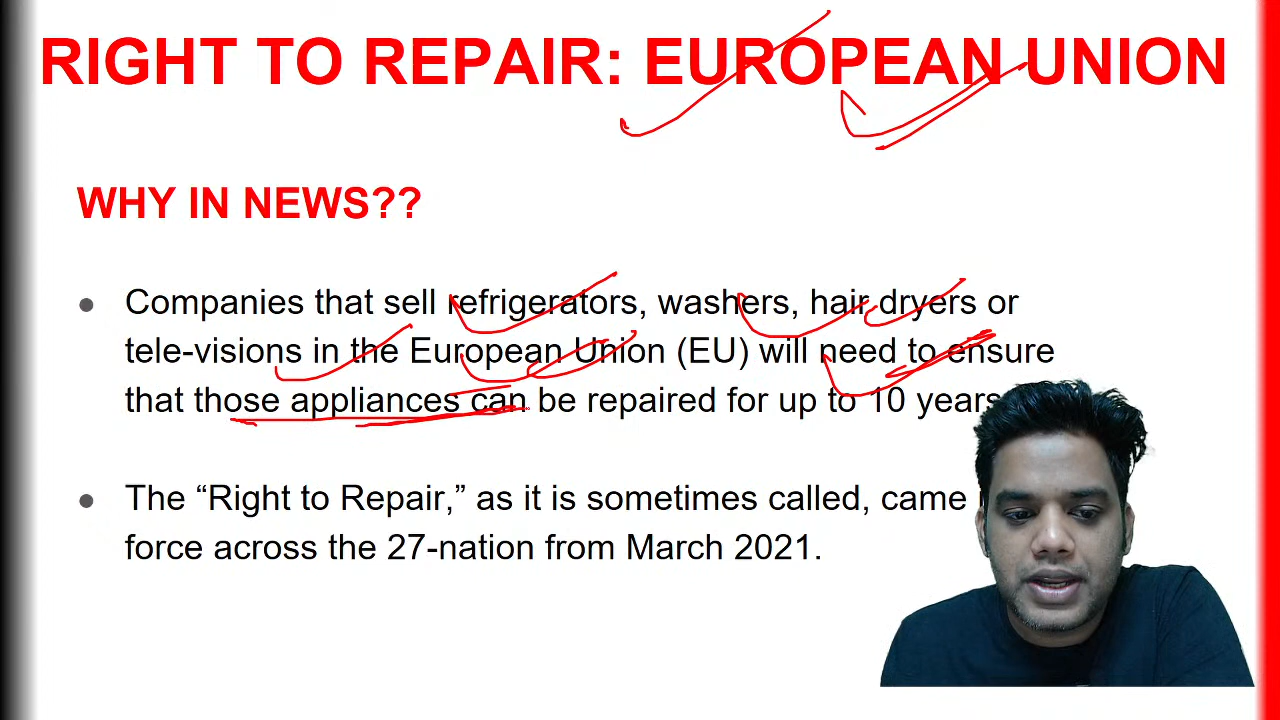 RIGHT TO REPAIR: EUROPEAN UNION
WHY IN NEWS??
● Companies that sell refrigerators, washers, hair dryers or
tele-visions in the European Union (EU) will need to ensure
that those appliances can be repaired for up to 10 years
● The “Right to Repair,” as it is sometimes called, came
force across the 27-nation from March 2021.